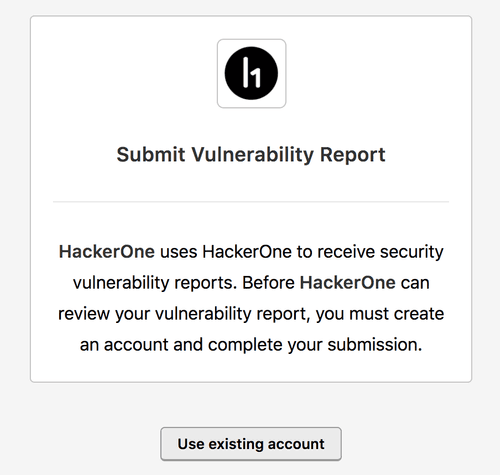 h1
Submit Vulnerability Report
HackerOne uses HackerOne to receive security
vulnerability reports. Before HackerOne can
review your vulnerability report, you must create
an account and complete your submission.
Use existing account